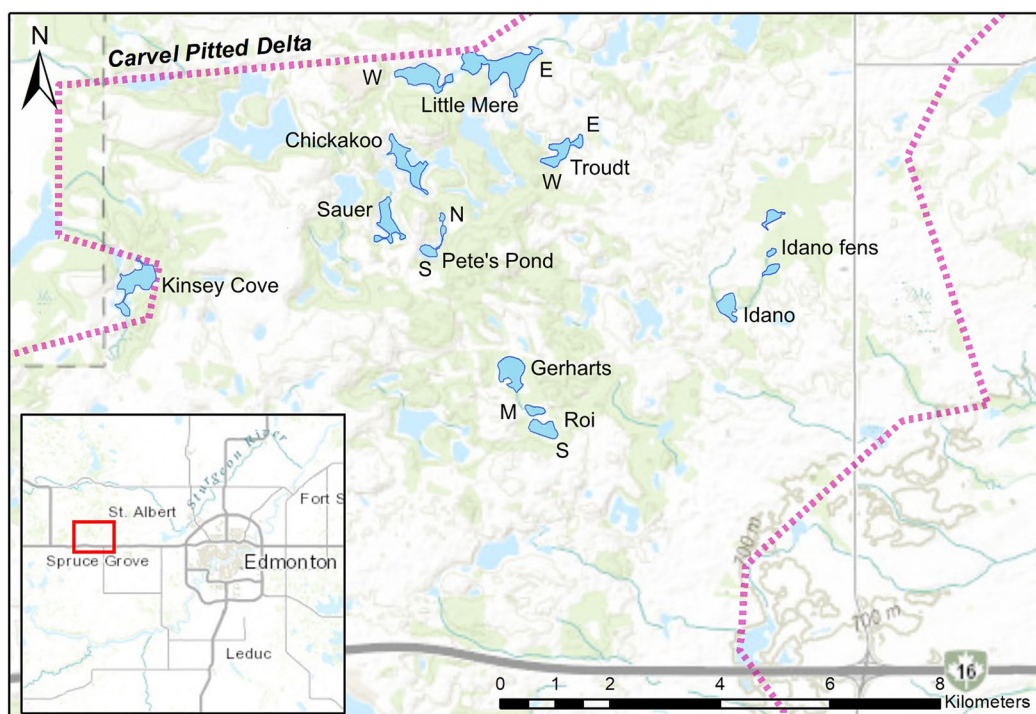 N
Carvel Pitted Delta
W
E
Little Mere
Chickakoo
E
W
Troudt
Sauer
N
S
Pete's Pond
Idano fens
Kinsey Cove
Idano
Gerharts
M
Roi
S
Sturgeon River
Fort S
St. Albert
Spruce Grove
Edmonton
Leduc
700 m
700 m
16
0 1 2 4 6 8
Kilometers